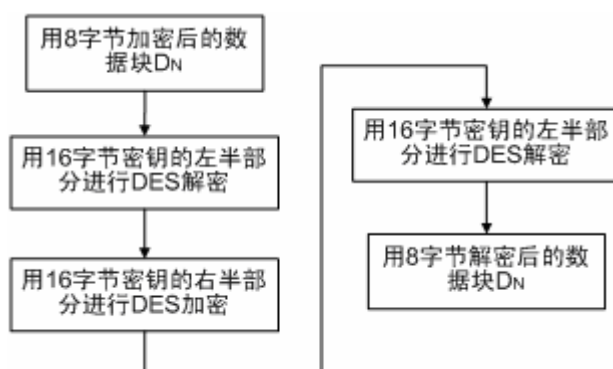 用8字节加密后的数
据块DN
用16字节密钥的左半部
分进行DES解密
用16字节密钥的右半部
分进行DES加密
用16字节密钥的左半部
分进行DES解密
用8字节解密后的数
据块DN